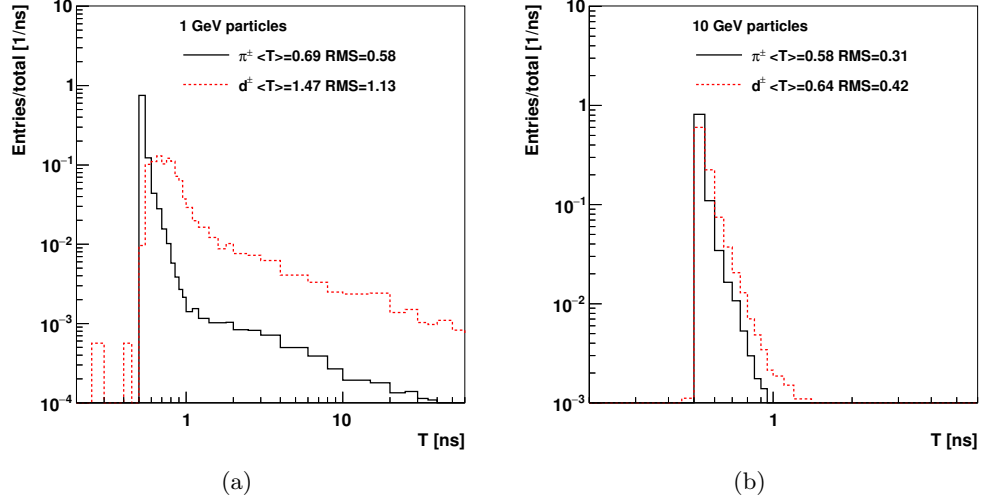 1 GeV particles
π± <T>=0.69 RMS=0.58
d± <T>=1.47 RMS=1.13
Entries/total [1/ns]
10
1
10⁻¹
10⁻²
10⁻³
10⁻⁴
1
10
T [ns]
(a)
10 GeV particles
π± <T>=0.58 RMS=0.31
d± <T>=0.64 RMS=0.42
Entries/total [1/ns]
10
1
10⁻¹
10⁻²
10⁻³
1
T [ns]
(b)